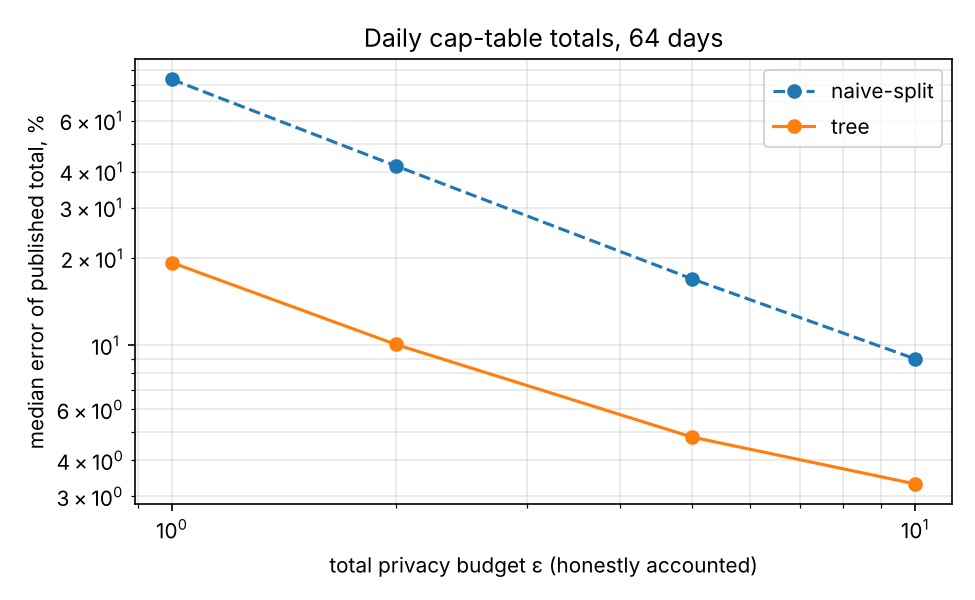 Daily cap-table totals, 64 days
naive-split
tree
median error of published total, %
6 × 10¹
4 × 10¹
3 × 10¹
2 × 10¹
10¹
6 × 10⁰
4 × 10⁰
3 × 10⁰
10⁰
10¹
total privacy budget ε (honestly accounted)